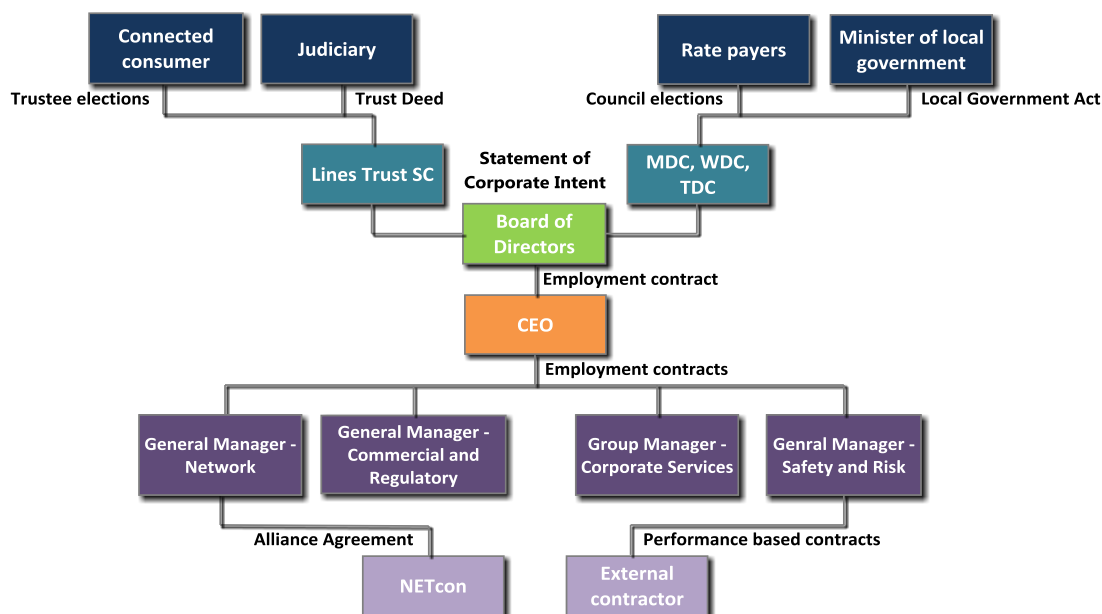 Connected
consumer
Judiciary
Rate payers
Minister of local
government
Trustee elections
Trust Deed
Council elections
Local Government Act
Lines Trust SC
Statement of
Corporate Intent
MDC, WDC,
TDC
Board of
Directors
Employment contract
CEO
Employment contracts
General Manager -
Network
General Manager -
Commercial and
Regulatory
Group Manager -
Corporate Services
Genral Manager -
Safety and Risk
Alliance Agreement
Performance based contracts
NETcon
External
contractor